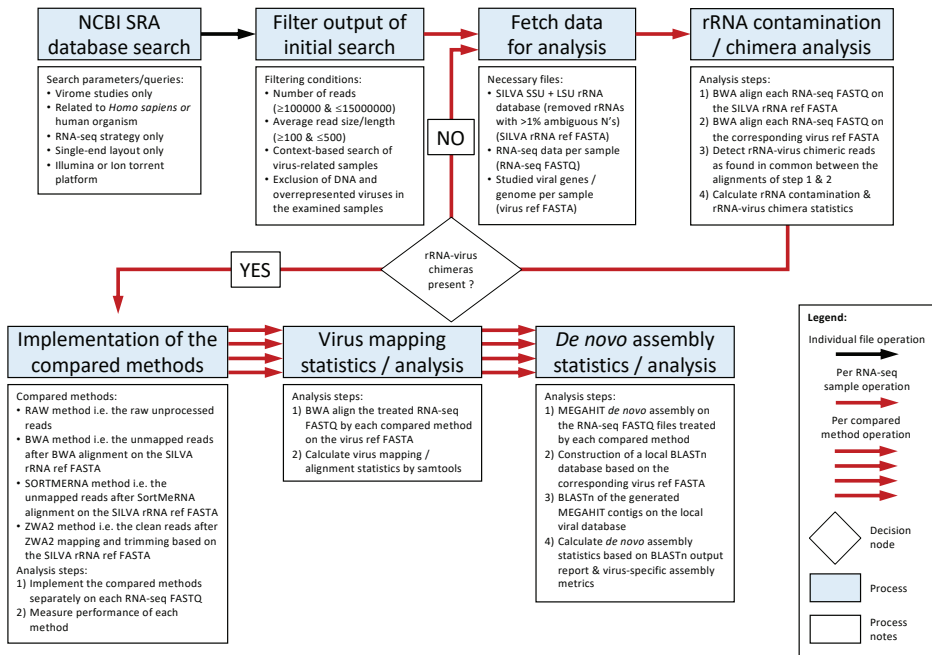 NCBI SRA
database search
Search parameters/queries:
• Virome studies only
• Related to Homo sapiens or
human organism
• RNA-seq strategy only
• Single-end layout only
• Illumina or Ion torrent
platform
Filter output of
initial search
Filtering conditions:
• Number of reads
(≥100000 & ≤15000000)
• Average read size/length
(≥100 & ≤500)
• Context-based search of
virus-related samples
• Exclusion of DNA and
overrepresented viruses in
the examined samples
Fetch data
for analysis
Necessary files:
• SILVA SSU + LSU rRNA
database (removed rRNAs
with >1% ambiguous N's)
(SILVA rRNA ref FASTA)
• RNA-seq data per sample
(RNA-seq FASTQ)
• Studied viral genes /
genome per sample
(virus ref FASTA)
rRNA contamination
/ chimera analysis
Analysis steps:
1) BWA align each RNA-seq FASTQ on
the SILVA rRNA ref FASTA
2) BWA align each RNA-seq FASTQ on
the corresponding virus ref FASTA
3) Detect rRNA-virus chimeric reads
as found in common between the
alignments of step 1 & 2
4) Calculate rRNA contamination &
rRNA-virus chimera statistics
NO
YES
rRNA-virus
chimeras
present ?
Implementation of the
compared methods
Compared methods:
• RAW method i.e. the raw unprocessed
reads
• BWA method i.e. the unmapped reads
after BWA alignment on the SILVA
rRNA ref FASTA
• SORTMERNA method i.e. the
unmapped reads after SortMeRNA
alignment on the SILVA rRNA ref FASTA
• ZWA2 method i.e. the clean reads after
ZWA2 mapping and trimming based on
the SILVA rRNA ref FASTA
Analysis steps:
1) Implement the compared methods
separately on each RNA-seq FASTQ
2) Measure performance of each
method
Virus mapping
statistics / analysis
Analysis steps:
1) BWA align the treated RNA-seq
FASTQ by each compared method
on the virus ref FASTA
2) Calculate virus mapping /
alignment statistics by samtools
De novo assembly
statistics / analysis
Analysis steps:
1) MEGAHIT de novo assembly on
the RNA-seq FASTQ files treated
by each compared method
2) Construction of a local BLASTn
database based on the
corresponding virus ref FASTA
3) BLASTn of the generated
MEGAHIT contigs on the local
viral database
4) Calculate de novo assembly
statistics based on BLASTn output
report & virus-specific assembly
metrics
Legend:
Individual file operation
Per RNA-seq
sample operation
Per compared
method operation
Decision
node
Process
Process
notes